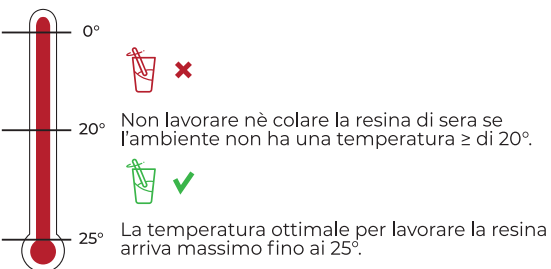 0°
20°
Non lavorare nè colare la resina di sera se
l'ambiente non ha una temperatura ≥ di 20°.
25°
La temperatura ottimale per lavorare la resina
arriva massimo fino ai 25°.